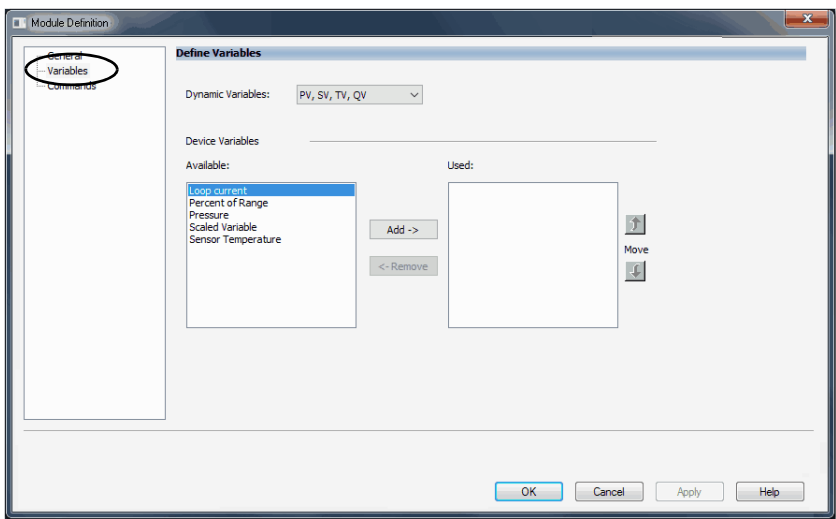 Module Definition
General
Variables
Commands
Define Variables
Dynamic Variables: PV, SV, TV, QV
Device Variables
Available: Used:
Loop current
Percent of Range
Pressure
Scaled Variable
Sensor Temperature
Add ->
<- Remove
Move
OK Cancel Apply Help